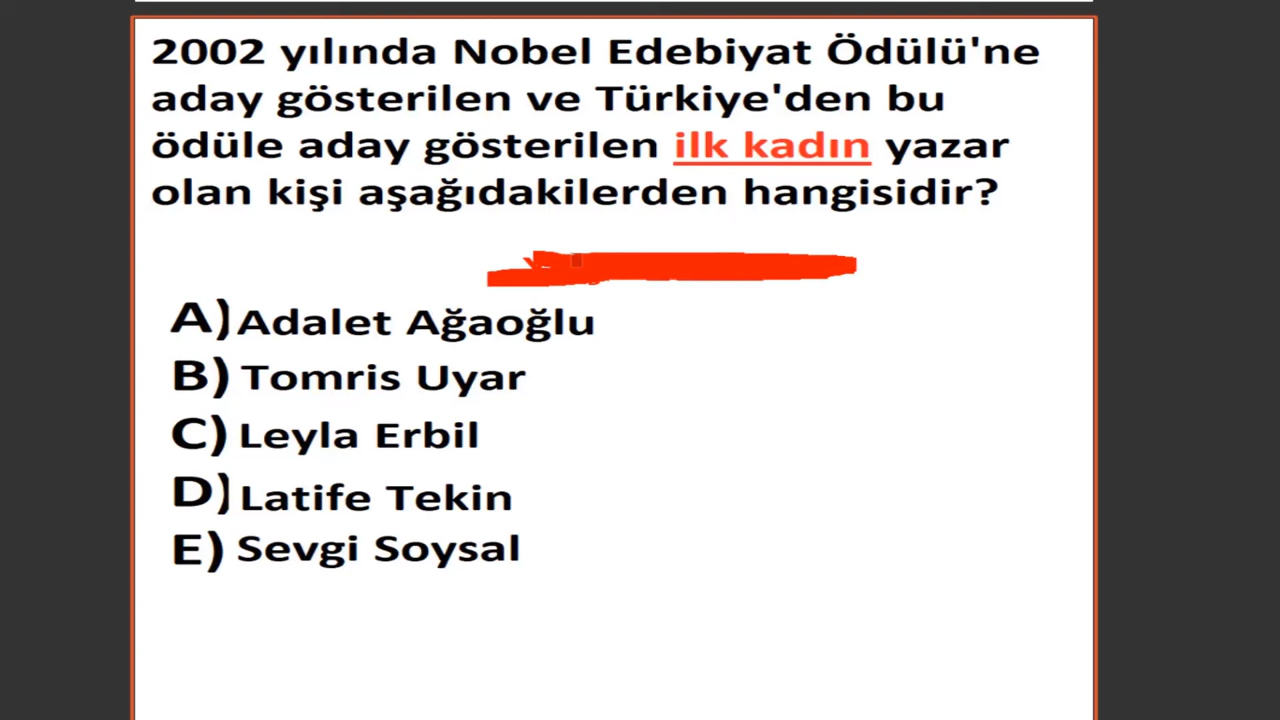 2002 yılında Nobel Edebiyat Ödülü'ne
aday gösterilen ve Türkiye'den bu
ödüle aday gösterilen ilk kadın yazar
olan kişi aşağıdakilerden hangisidir?
A) Adalet Ağaoğlu
B) Tomris Uyar
C) Leyla Erbil
D) Latife Tekin
E) Sevgi Soysal